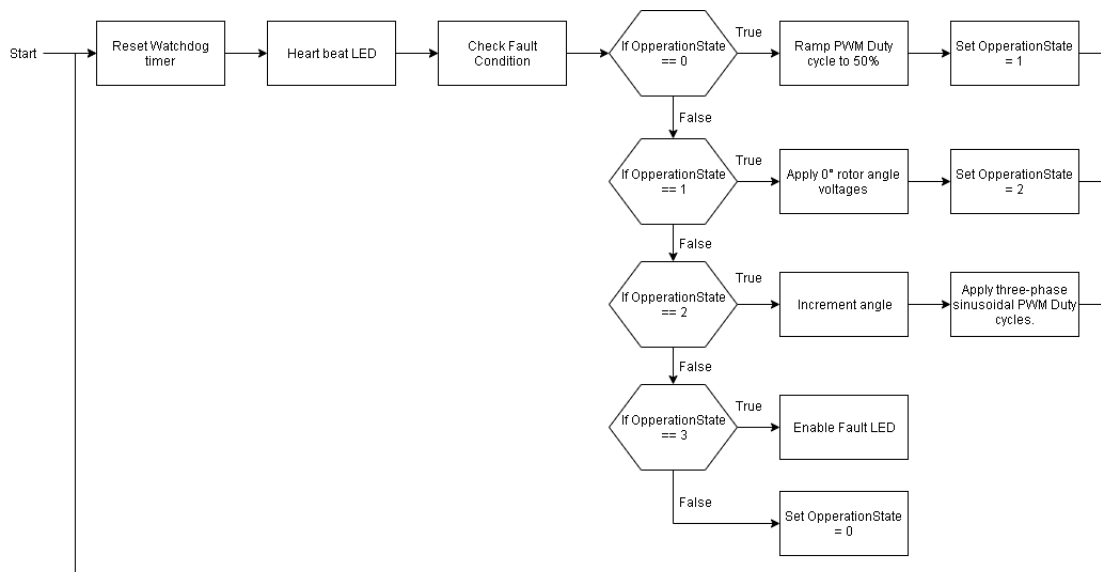 Start
Reset Watchdog
timer
Heart beat LED
Check Fault
Condition
If OpperationState
== 0
True
Ramp PWM Duty
cycle to 50%
Set OpperationState
= 1
False
If OpperationState
== 1
True
Apply 0° rotor angle
voltages
Set OpperationState
= 2
False
If OpperationState
== 2
True
Increment angle
Apply three-phase
sinusoidal PWM Duty
cycles.
False
If OpperationState
== 3
True
Enable Fault LED
False
Set OpperationState
= 0